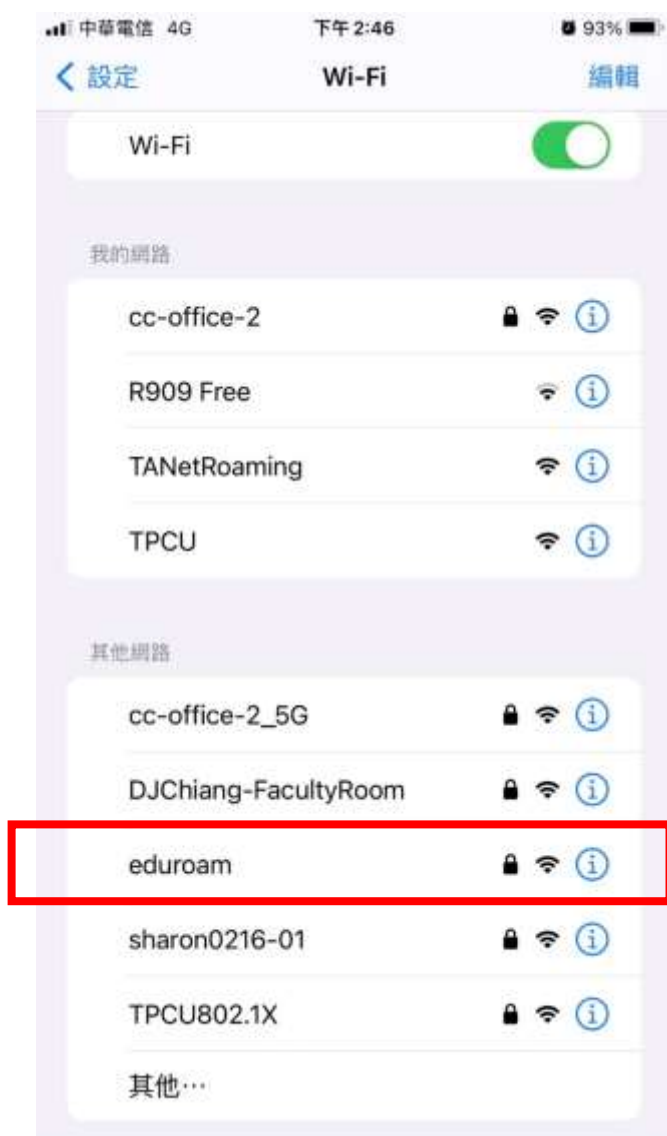 中華電信 4G 下午 2:46 93%
設定 Wi-Fi 編輯
Wi-Fi
我的網路
cc-office-2
R909 Free
TANetRoaming
TPCU
其他網路
cc-office-2_5G
DJChiang-FacultyRoom
eduroam
sharon0216-01
TPCU802.1X
其他⋯